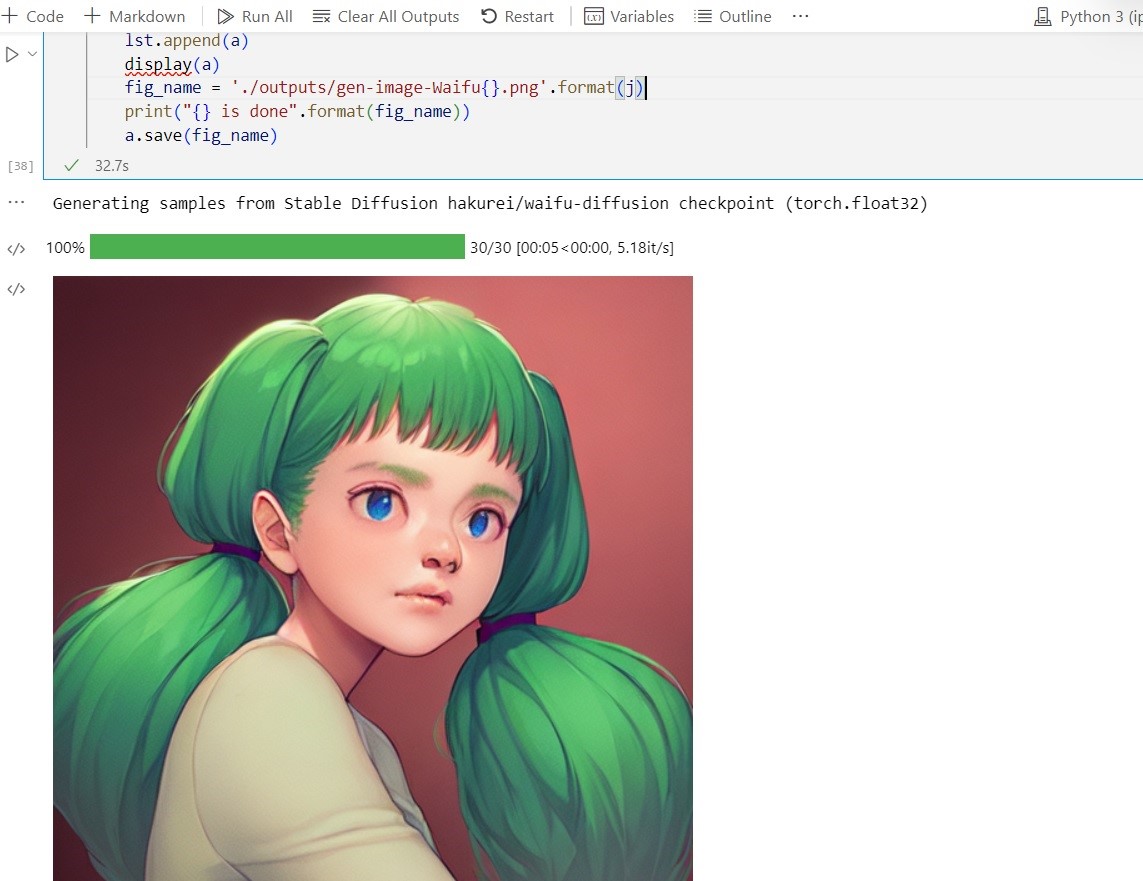 Code Markdown Run All Clear All Outputs Restart Variables Outline ... Python 3 (ip
lst.append(a)
display(a)
fig_name = './outputs/gen-image-Waifu{}.png'.format(j)
print("{} is done".format(fig_name))
a.save(fig_name)
[38] 32.7s
Generating samples from Stable Diffusion hakurei/waifu-diffusion checkpoint (torch.float32)
100% 30/30 [00:05<00:00, 5.18it/s]